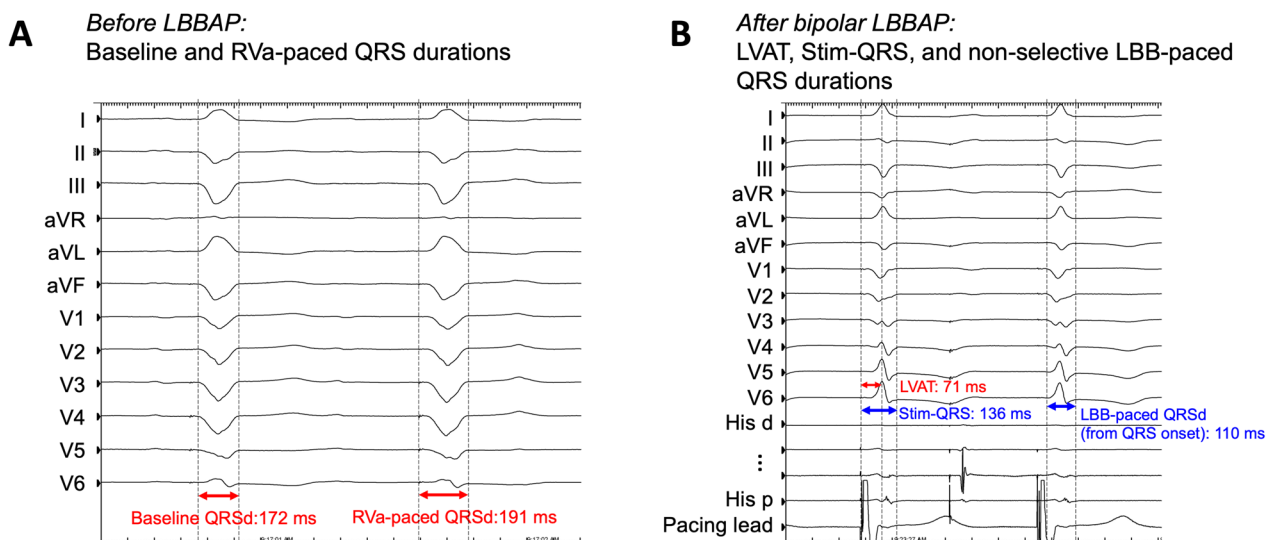 A
Before LBBAP:
Baseline and RVa-paced QRS durations
I
II
III
aVR
aVL
aVF
V1
V2
V3
V4
V5
V6
Baseline QRSd:172 ms
RVa-paced QRSd:191 ms
B
After bipolar LBBAP:
LVAT, Stim-QRS, and non-selective LBB-paced
QRS durations
I
II
III
aVR
aVL
aVF
V1
V2
V3
V4
V5
V6
LVAT: 71 ms
Stim-QRS: 136 ms
LBB-paced QRSd
(from QRS onset): 110 ms
His d
...
His p
Pacing lead